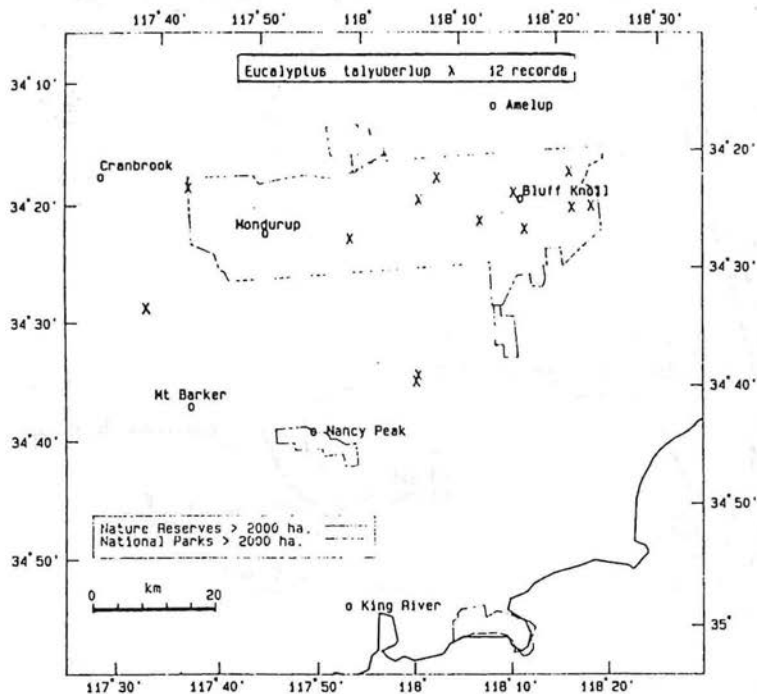 117°40' 117°50' 118° 118°10' 118°20' 118°30'
Eucalyptus talyuberlup λ 12 records
34°10'
Amelup
34°20'
Cranbrook
Bluff Knoll
34°20'
Mondurup
34°30'
34°30'
34°40'
Mt Barker
Nancy Peak
34°40'
34°50'
Nature Reserves > 2000 ha.
National Parks > 2000 ha.
34°50'
km
0 20
King River
35°
117°30' 117°40' 117°50' 118° 118°10' 118°20'